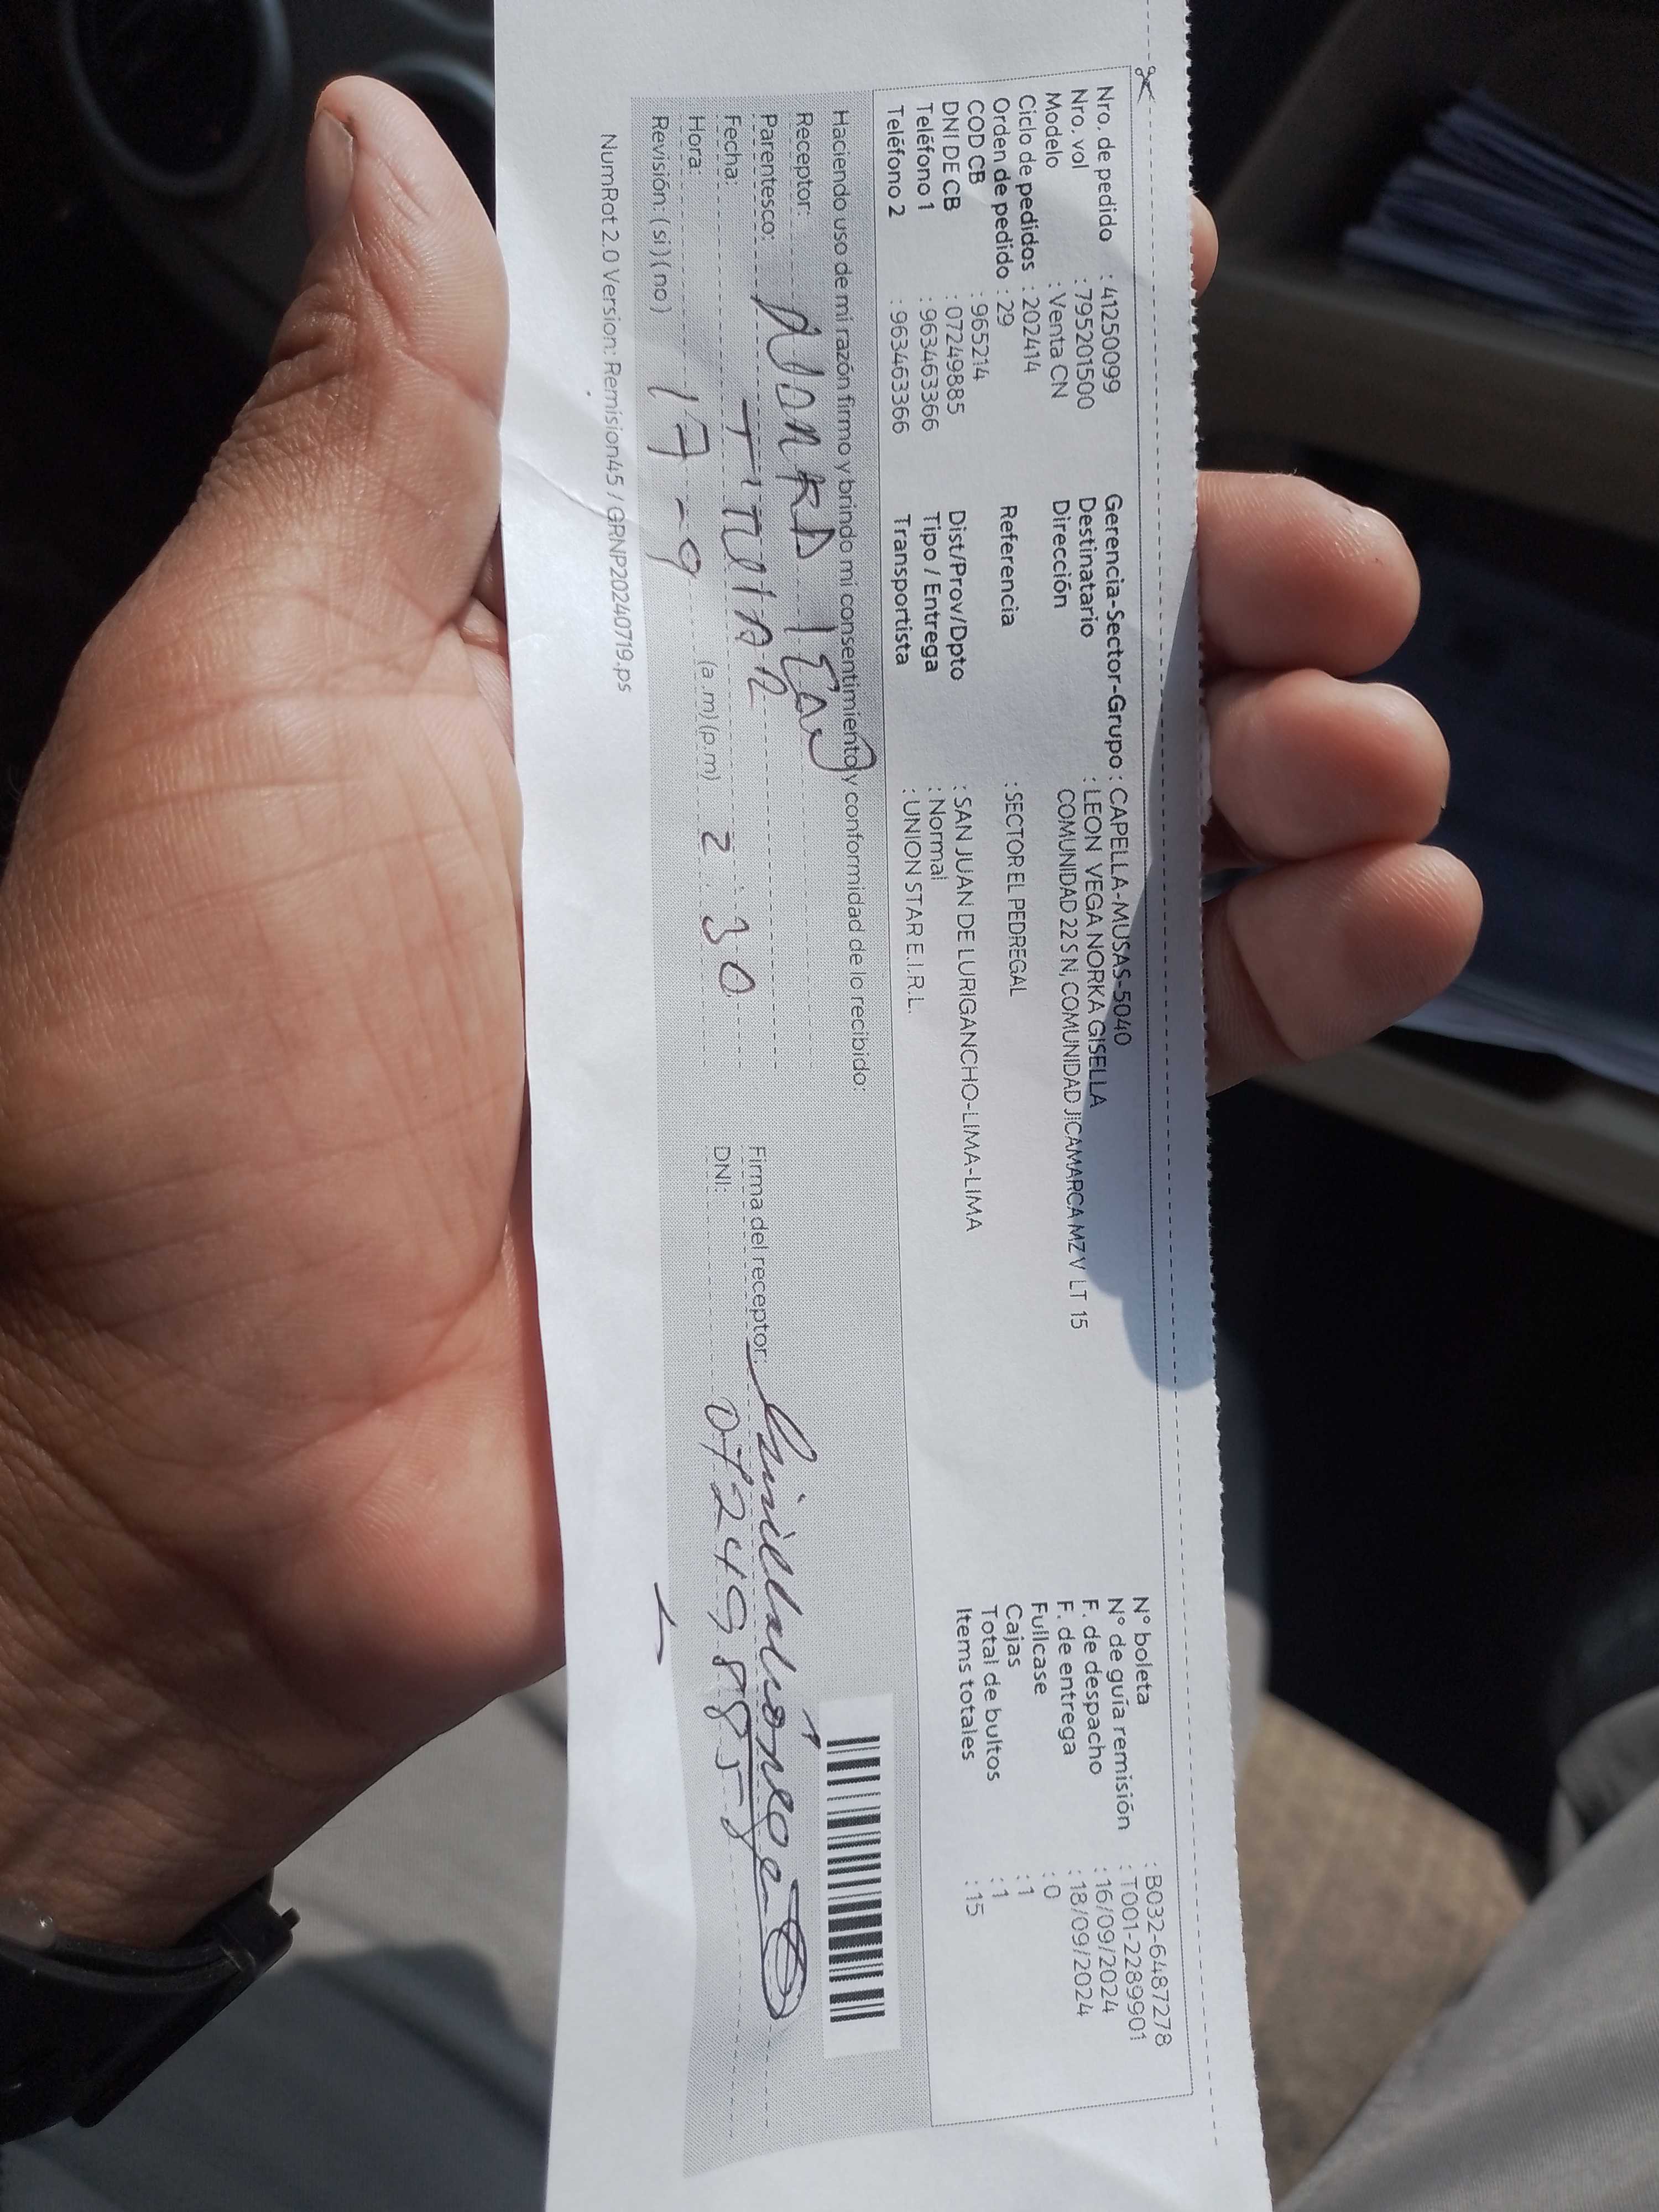 Nro. de pedido : 41250099
Nro. vol : 795201500
Modelo : Venta CN
Ciclo de pedidos : 202414
Orden de pedido : 29
COD CB : 965214
DNI DE CB : 07249885
Teléfono 1 : 963463366
Teléfono 2 : 963463366
Gerencia-Sector-Grupo : CAPELLA-MUSAS-5040
Destinatario : LEON VEGA NORKA GISELLA
Dirección COMUNIDAD 22 S N, COMUNIDAD JICAMARCA MZ V LT 15
Referencia : SECTOR EL PEDREGAL
Dist/Prov/Dpto : SAN JUAN DE LURIGANCHO-LIMA-LIMA
Tipo / Entrega : Normal
Transportista : UNION STAR E.I.R.L.
N° boleta : B032-6487278
N° de guía remisión : T001-2289901
F. de despacho : 16/09/2024
F. de entrega : 18/09/2024
Fullcase : 0
Cajas : 1
Total de bultos : 1
Items totales : 15
Haciendo uso de mi razón firmo y brindo mi consentimiento y conformidad de lo recibido:
Receptor: NORKA LEON
Parentesco: TITULAR
Fecha: 17-9
Hora: (a.m)(p.m) 2:30
Revisión: (si)(no)
Firma del receptor:
DNI: 07249885
NumRot 2.0 Version: Remision45 / GRNP20240719.ps